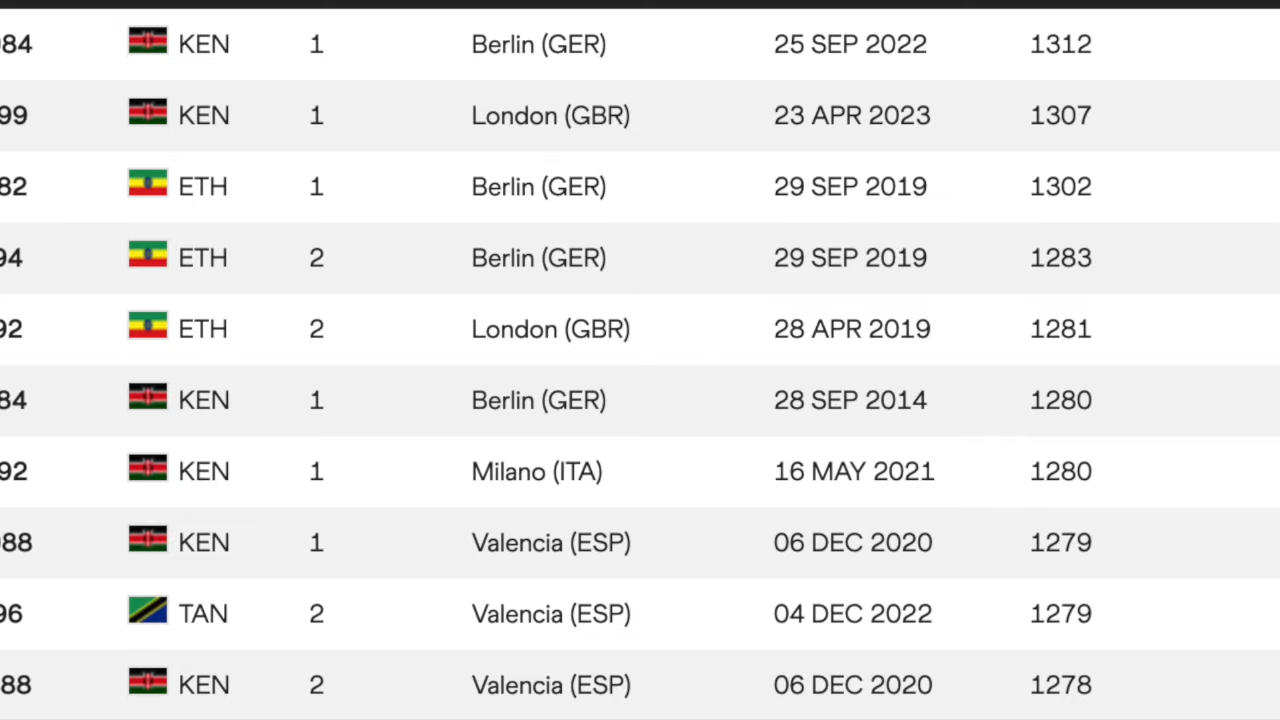 84 KEN 1 Berlin (GER) 25 SEP 2022 1312
99 KEN 1 London (GBR) 23 APR 2023 1307
82 ETH 1 Berlin (GER) 29 SEP 2019 1302
94 ETH 2 Berlin (GER) 29 SEP 2019 1283
92 ETH 2 London (GBR) 28 APR 2019 1281
84 KEN 1 Berlin (GER) 28 SEP 2014 1280
92 KEN 1 Milano (ITA) 16 MAY 2021 1280
88 KEN 1 Valencia (ESP) 06 DEC 2020 1279
96 TAN 2 Valencia (ESP) 04 DEC 2022 1279
88 KEN 2 Valencia (ESP) 06 DEC 2020 1278